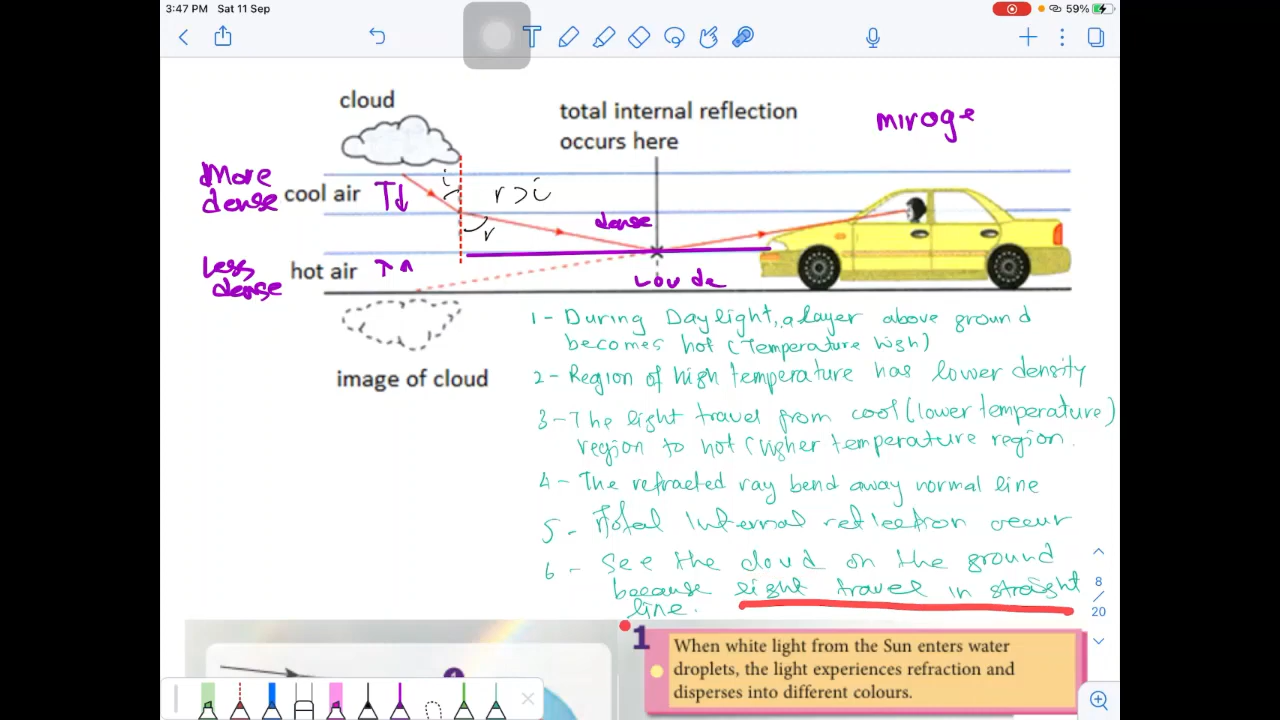 3:47 PM Sat 11 Sep
59%
T
cloud
total internal reflection
occurs here
miroge
More
dense
cool air
T↓
i
r>i
r
dense
Less
dense
hot air
T^
Low de
image of cloud
1- During Daylight, a layer above ground
becomes hot (Temperature high)
2- Region of high temperature has lower density
3- The light travel from cool (lower temperature)
region to hot (higher temperature region.
4- The refracted ray bend away normal line
5- Total Internal reflection occur
6- see the cloud on the ground
because light travel in straight
line.
8
/
20
1
When white light from the Sun enters water
droplets, the light experiences refraction and
disperses into different colours.